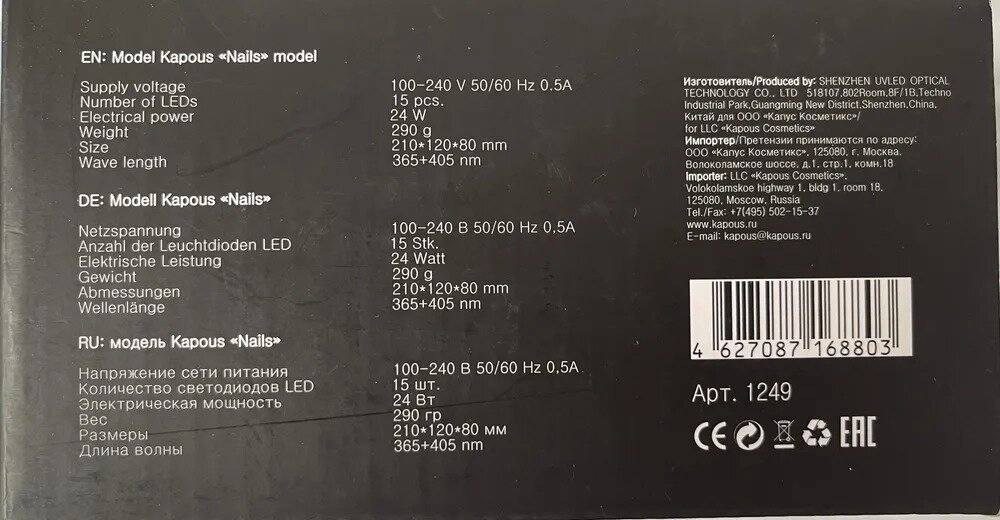 EN: Model Kapous «Nails» model
Supply voltage 100-240 V 50/60 Hz 0.5A
Number of LEDs 15 pcs.
Electrical power 24 W
Weight 290 g
Size 210*120*80 mm
Wave length 365+405 nm
DE: Modell Kapous «Nails»
Netzspannung 100-240 В 50/60 Hz 0,5A
Anzahl der Leuchtdioden LED 15 Stk.
Elektrische Leistung 24 Watt
Gewicht 290 g
Abmessungen 210*120*80 mm
Wellenlänge 365+405 nm
RU: модель Kapous «Nails»
Напряжение сети питания 100-240 В 50/60 Hz 0,5A
Количество светодиодов LED 15 шт.
Электрическая мощность 24 Вт
Вес 290 гр
Размеры 210*120*80 мм
Длина волны 365+405 nm
Изготовитель/Produced by: SHENZHEN UVLED OPTICAL
TECHNOLOGY CO., LTD 518107,802Room,8F/1B,Techno
Industrial Park,Guangming New District,Shenzhen,China.
Китай для ООО «Капус Косметикс»/
for LLC «Kapous Cosmetics»
Импортер/Претензии принимаются по адресу:
ООО «Капус Косметикс», 125080, г. Москва,
Волоколамское шоссе, д.1, стр.1, комн.18
Importer: LLC «Kapous Cosmetics»,
Volokolamskoe highway 1, bldg 1, room 18,
125080, Moscow, Russia
Tel./Fax: +7(495) 502-15-37
www.kapous.ru
E-mail: kapous@kapous.ru
4 627087 168803
Арт. 1249
CE EAC